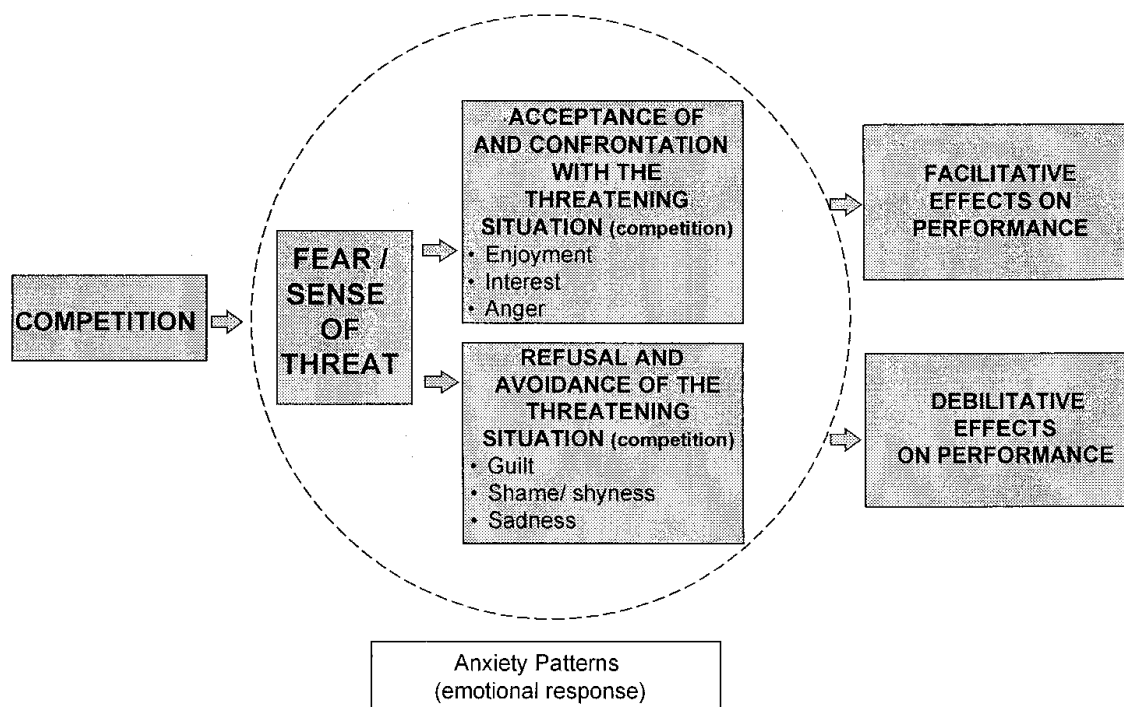 COMPETITION
FEAR /
SENSE
OF
THREAT
ACCEPTANCE OF
AND CONFRONTATION
WITH THE
THREATENING
SITUATION (competition)
• Enjoyment
• Interest
• Anger
REFUSAL AND
AVOIDANCE OF THE
THREATENING
SITUATION (competition)
• Guilt
• Shame/ shyness
• Sadness
FACILITATIVE
EFFECTS ON
PERFORMANCE
DEBILITATIVE
EFFECTS
ON PERFORMANCE
Anxiety Patterns
(emotional response)